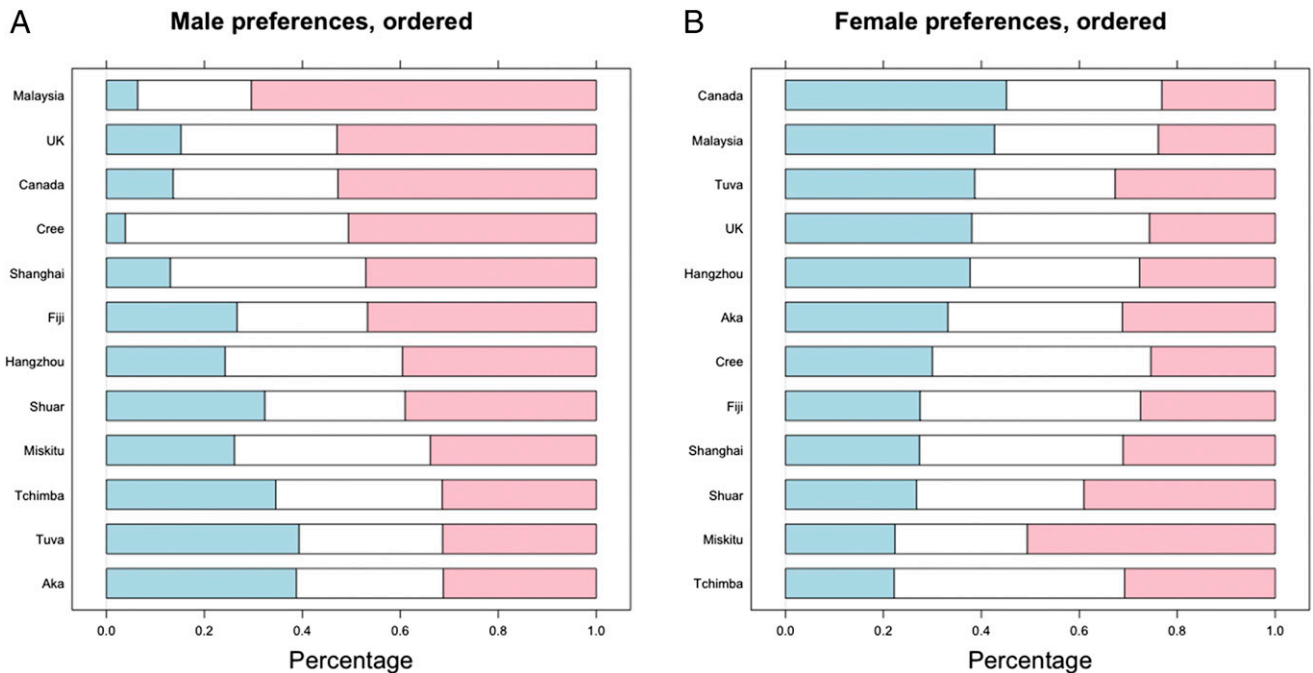 A
Male preferences, ordered
Malaysia
UK
Canada
Cree
Shanghai
Fiji
Hangzhou
Shuar
Miskitu
Tchimba
Tuva
Aka
0.0 0.2 0.4 0.6 0.8 1.0
Percentage
B
Female preferences, ordered
Canada
Malaysia
Tuva
UK
Hangzhou
Aka
Cree
Fiji
Shanghai
Shuar
Miskitu
Tchimba
0.0 0.2 0.4 0.6 0.8 1.0
Percentage